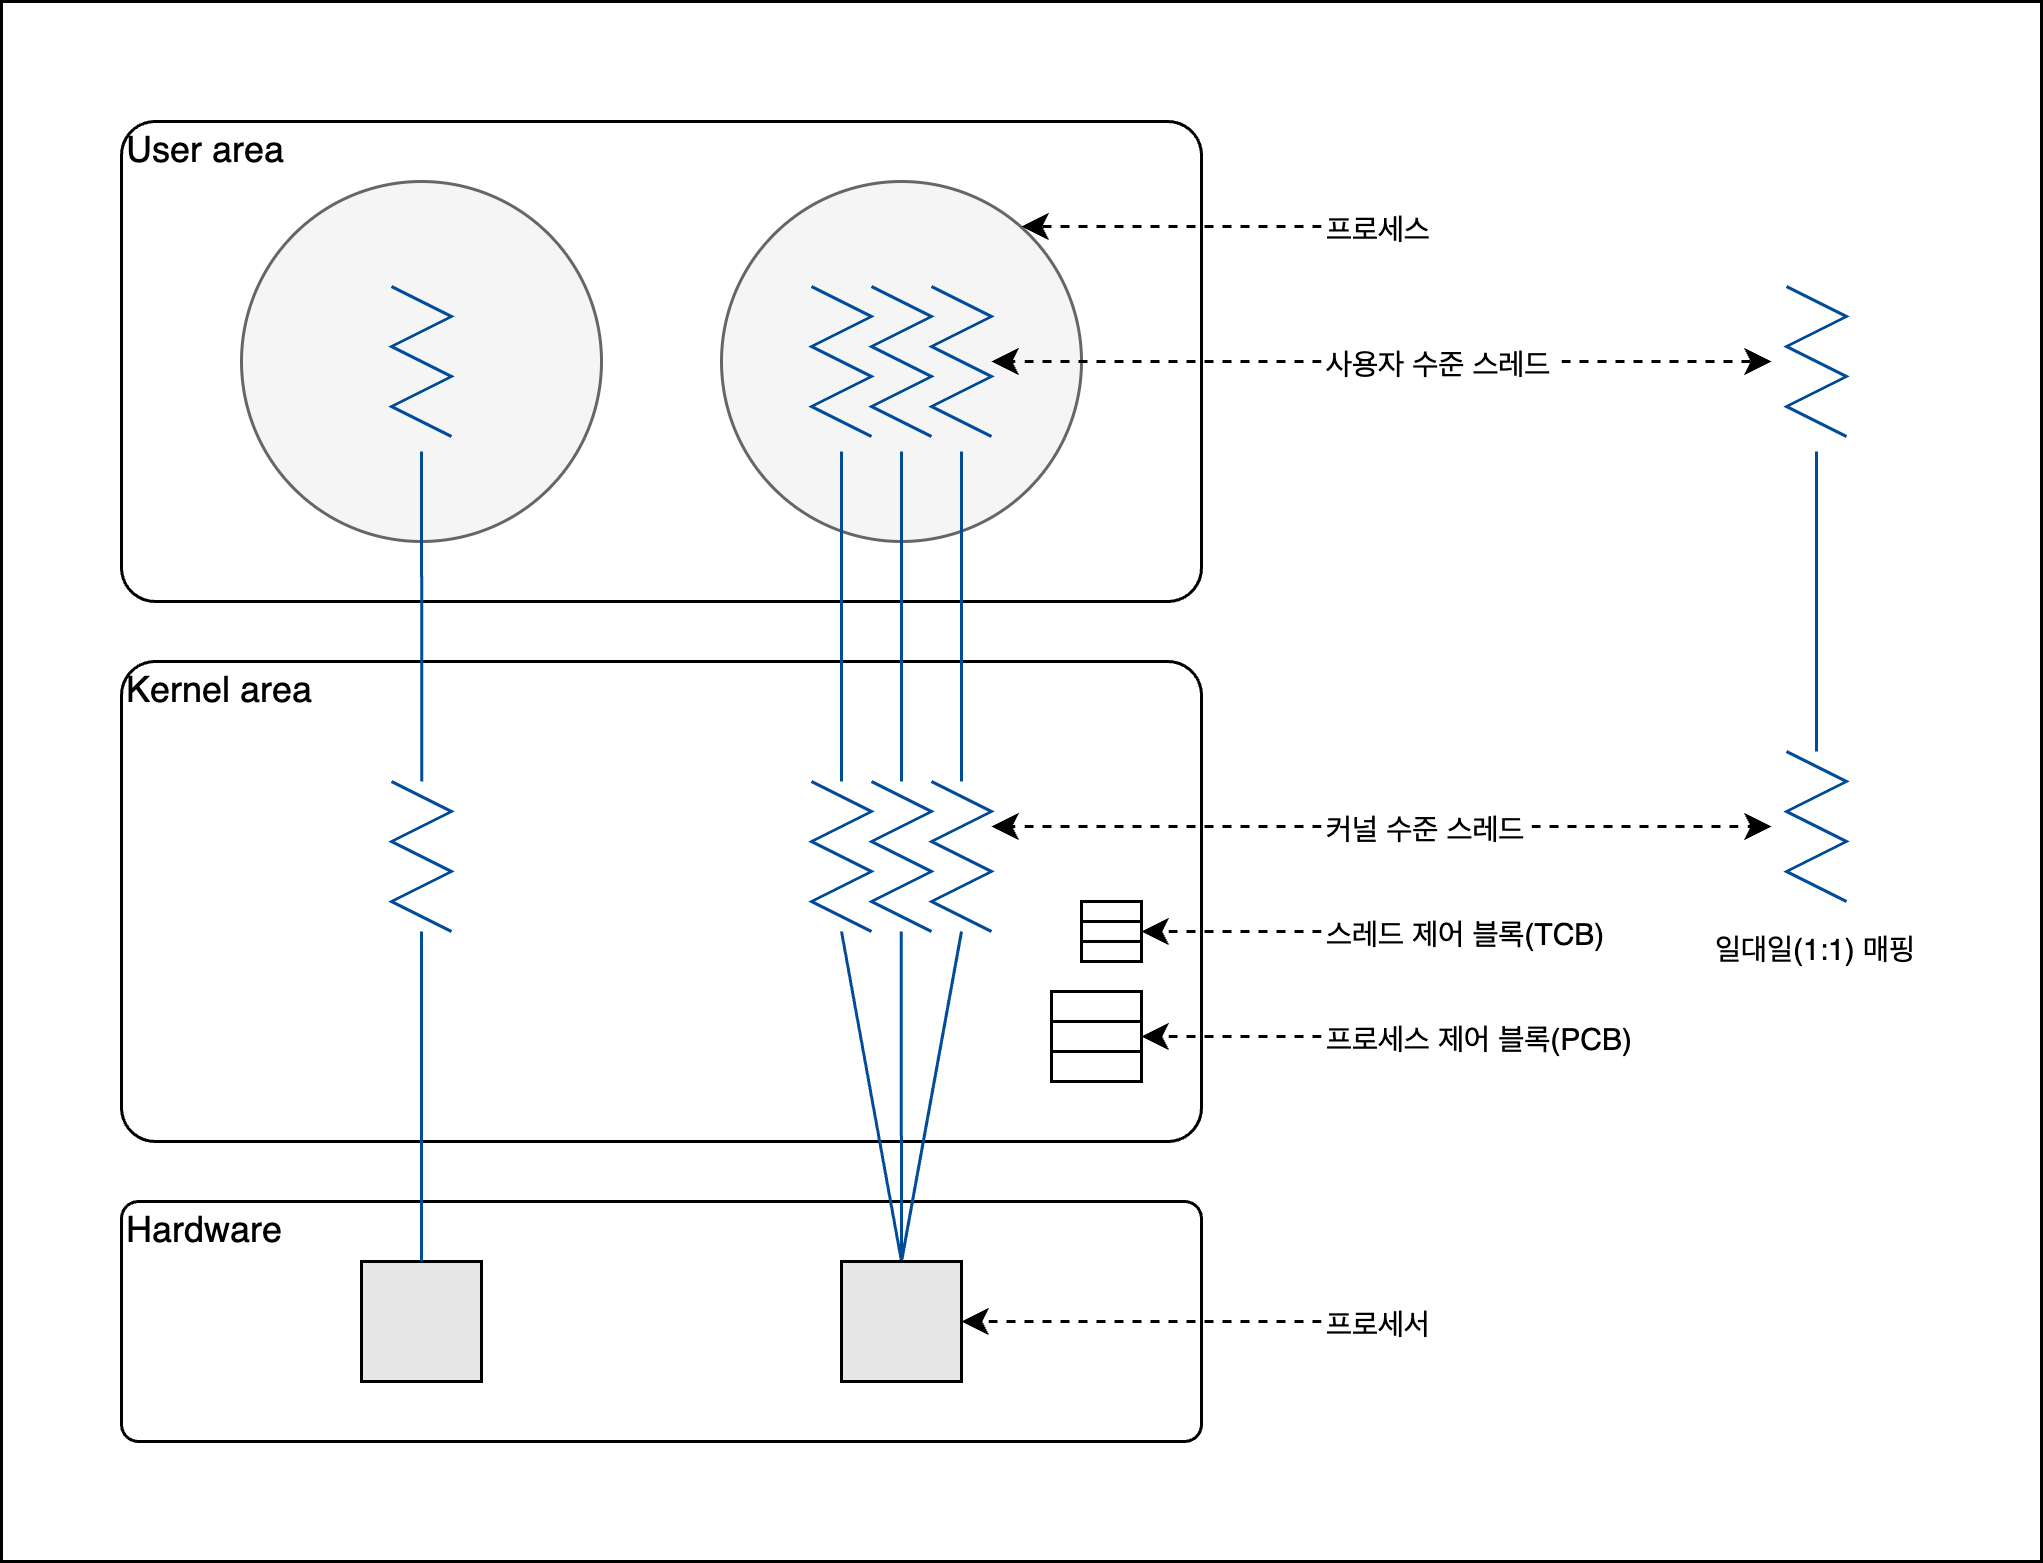 User area
프로세스
사용자 수준 스레드
Kernel area
커널 수준 스레드
스레드 제어 블록(TCB)
일대일(1:1) 매핑
프로세스 제어 블록(PCB)
Hardware
프로세서